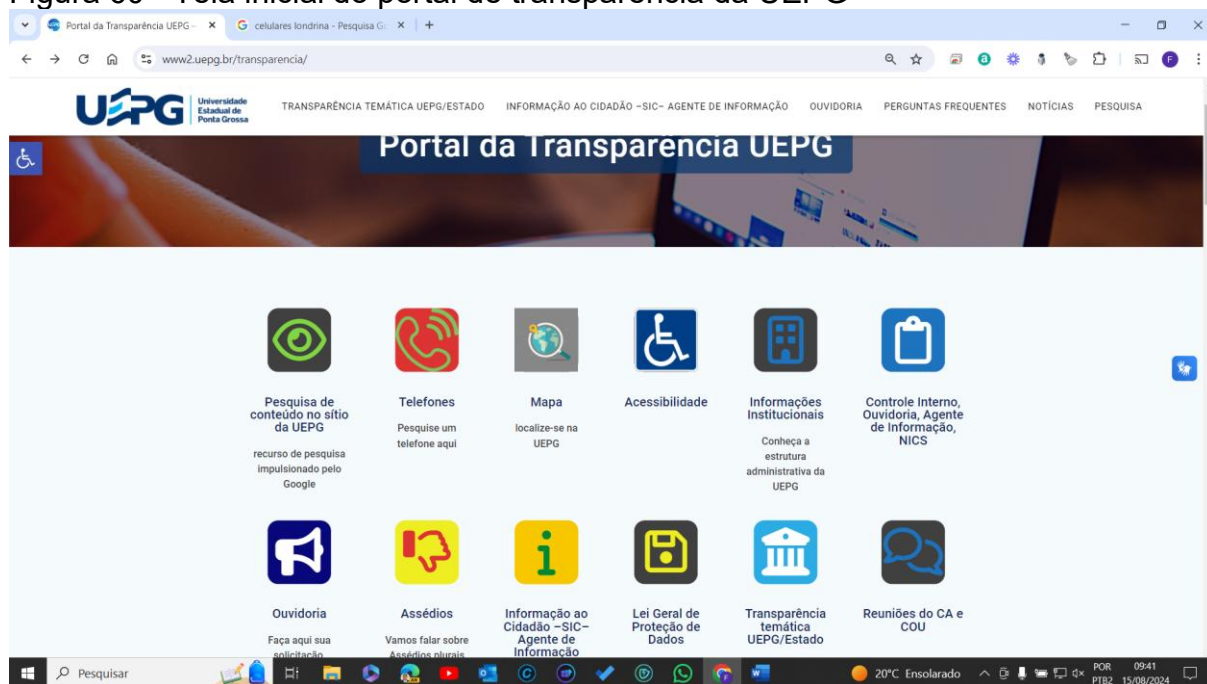 Portal da Transparência UEPG –
celulares londrina - Pesquisa G
www2.uepg.br/transparencia/
F
UEPG
Universidade
Estadual de
Ponta Grossa
TRANSPARÊNCIA TEMÁTICA UEPG/ESTADO
INFORMAÇÃO AO CIDADÃO –SIC– AGENTE DE INFORMAÇÃO
OUVIDORIA
PERGUNTAS FREQUENTES
NOTÍCIAS
PESQUISA
Portal da Transparência UEPG
Pesquisa de
conteúdo no sítio
da UEPG
recurso de pesquisa
impulsionado pelo
Google
Telefones
Pesquise um
telefone aqui
Mapa
localize-se na
UEPG
Acessibilidade
Informações
Institucionais
Conheça a
estrutura
administrativa da
UEPG
Controle Interno,
Ouvidoria, Agente
de Informação,
NICS
Ouvidoria
Faça aqui sua
solicitação
Assédios
Vamos falar sobre
Assédios plurais
Informação ao
Cidadão –SIC–
Agente de
Informação
Lei Geral de
Proteção de
Dados
Transparência
temática
UEPG/Estado
Reuniões do CA e
COU
Pesquisar
20°C Ensolarado
POR
PTB2
09:41
15/08/2024